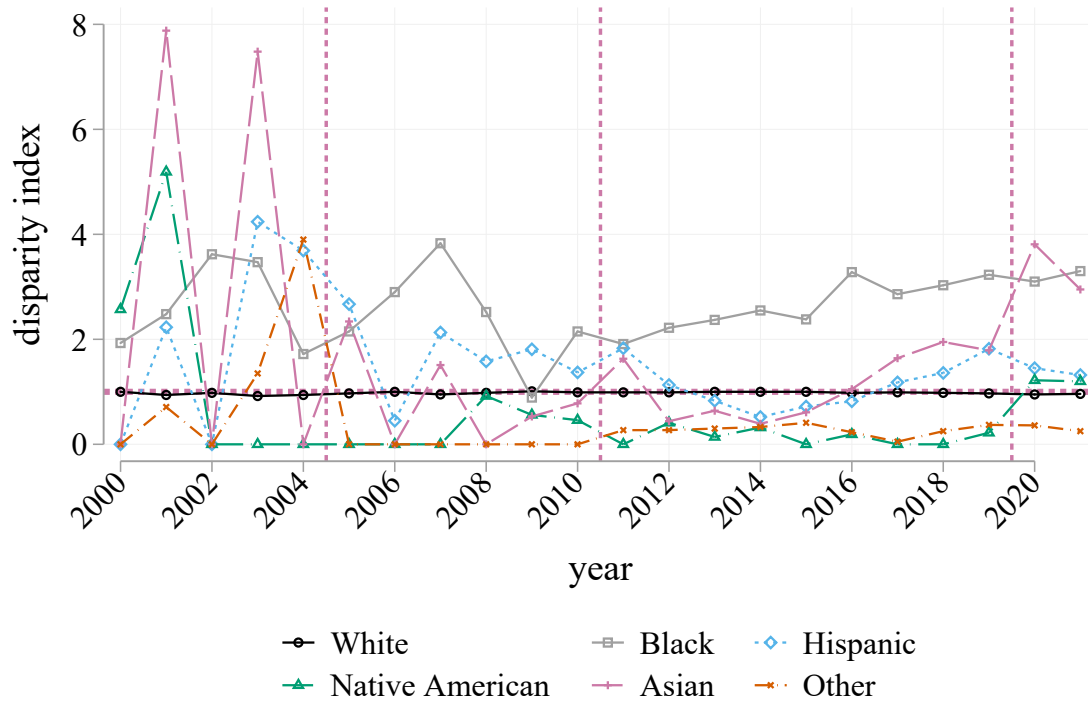 8
6
4
2
0
disparity index
2000
2002
2004
2006
2008
2010
2012
2014
2016
2018
2020
year
White
Black
Hispanic
Native American
Asian
Other